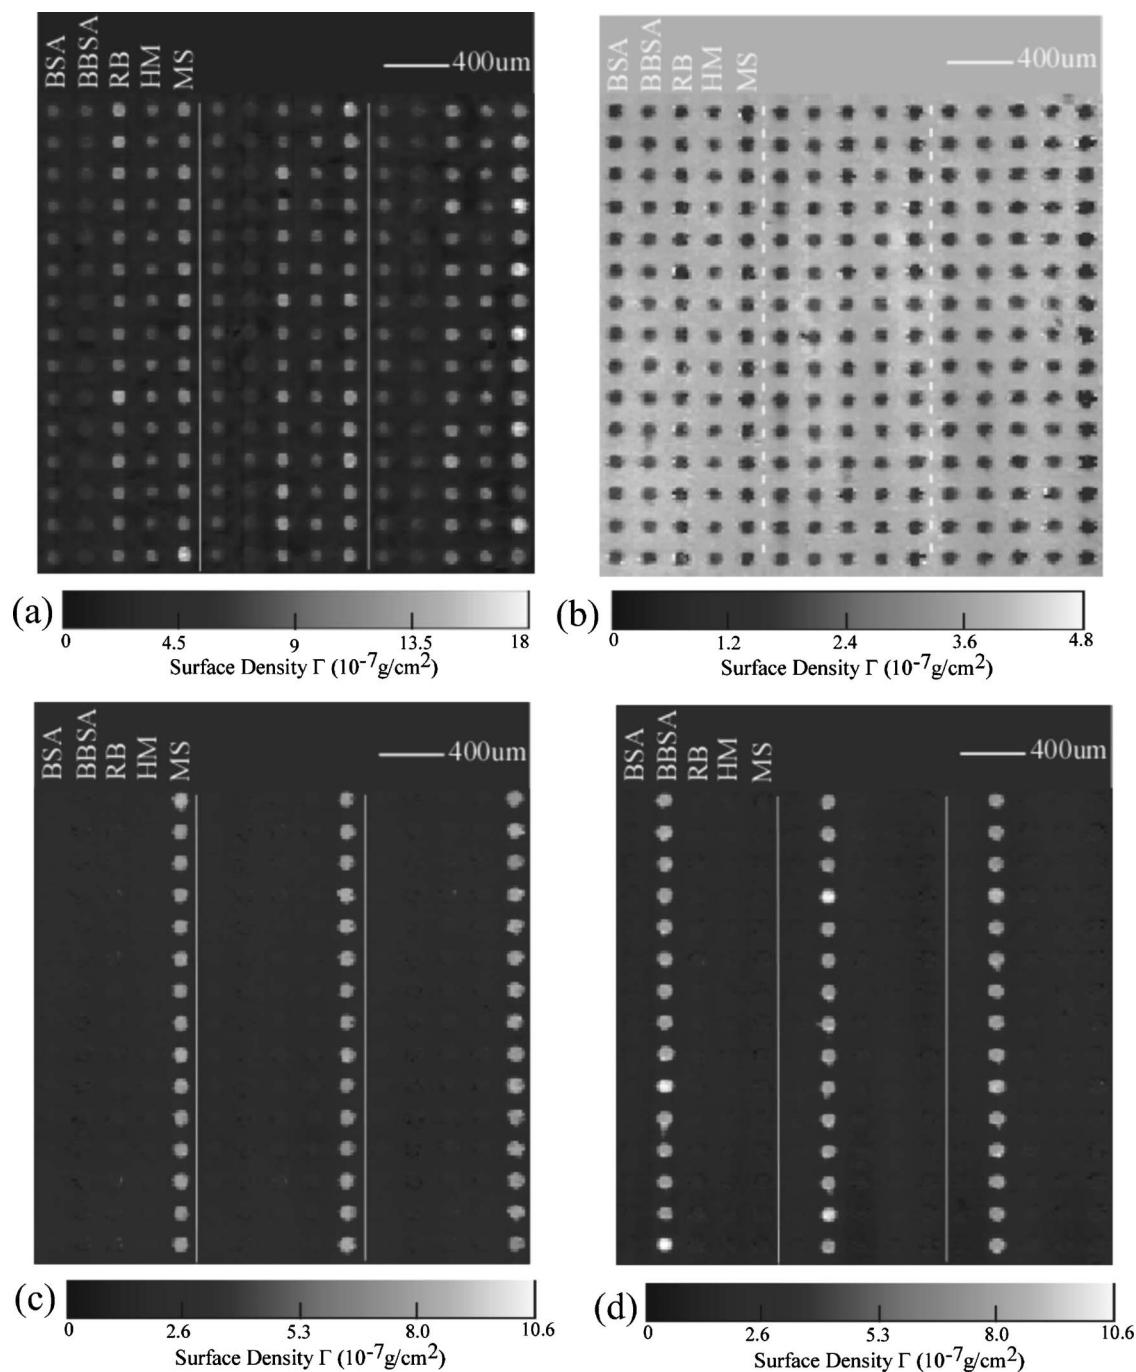 BSA BBSA RB HM MS 400um
BSA BBSA RB HM MS 400um
(a)
0 4.5 9 13.5 18
Surface Density Γ (10-7g/cm2)
(b)
0 1.2 2.4 3.6 4.8
Surface Density Γ (10-7g/cm2)
BSA BBSA RB HM MS 400um
BSA BBSA RB HM MS 400um
(c)
0 2.6 5.3 8.0 10.6
Surface Density Γ (10-7g/cm2)
(d)
0 2.6 5.3 8.0 10.6
Surface Density Γ (10-7g/cm2)